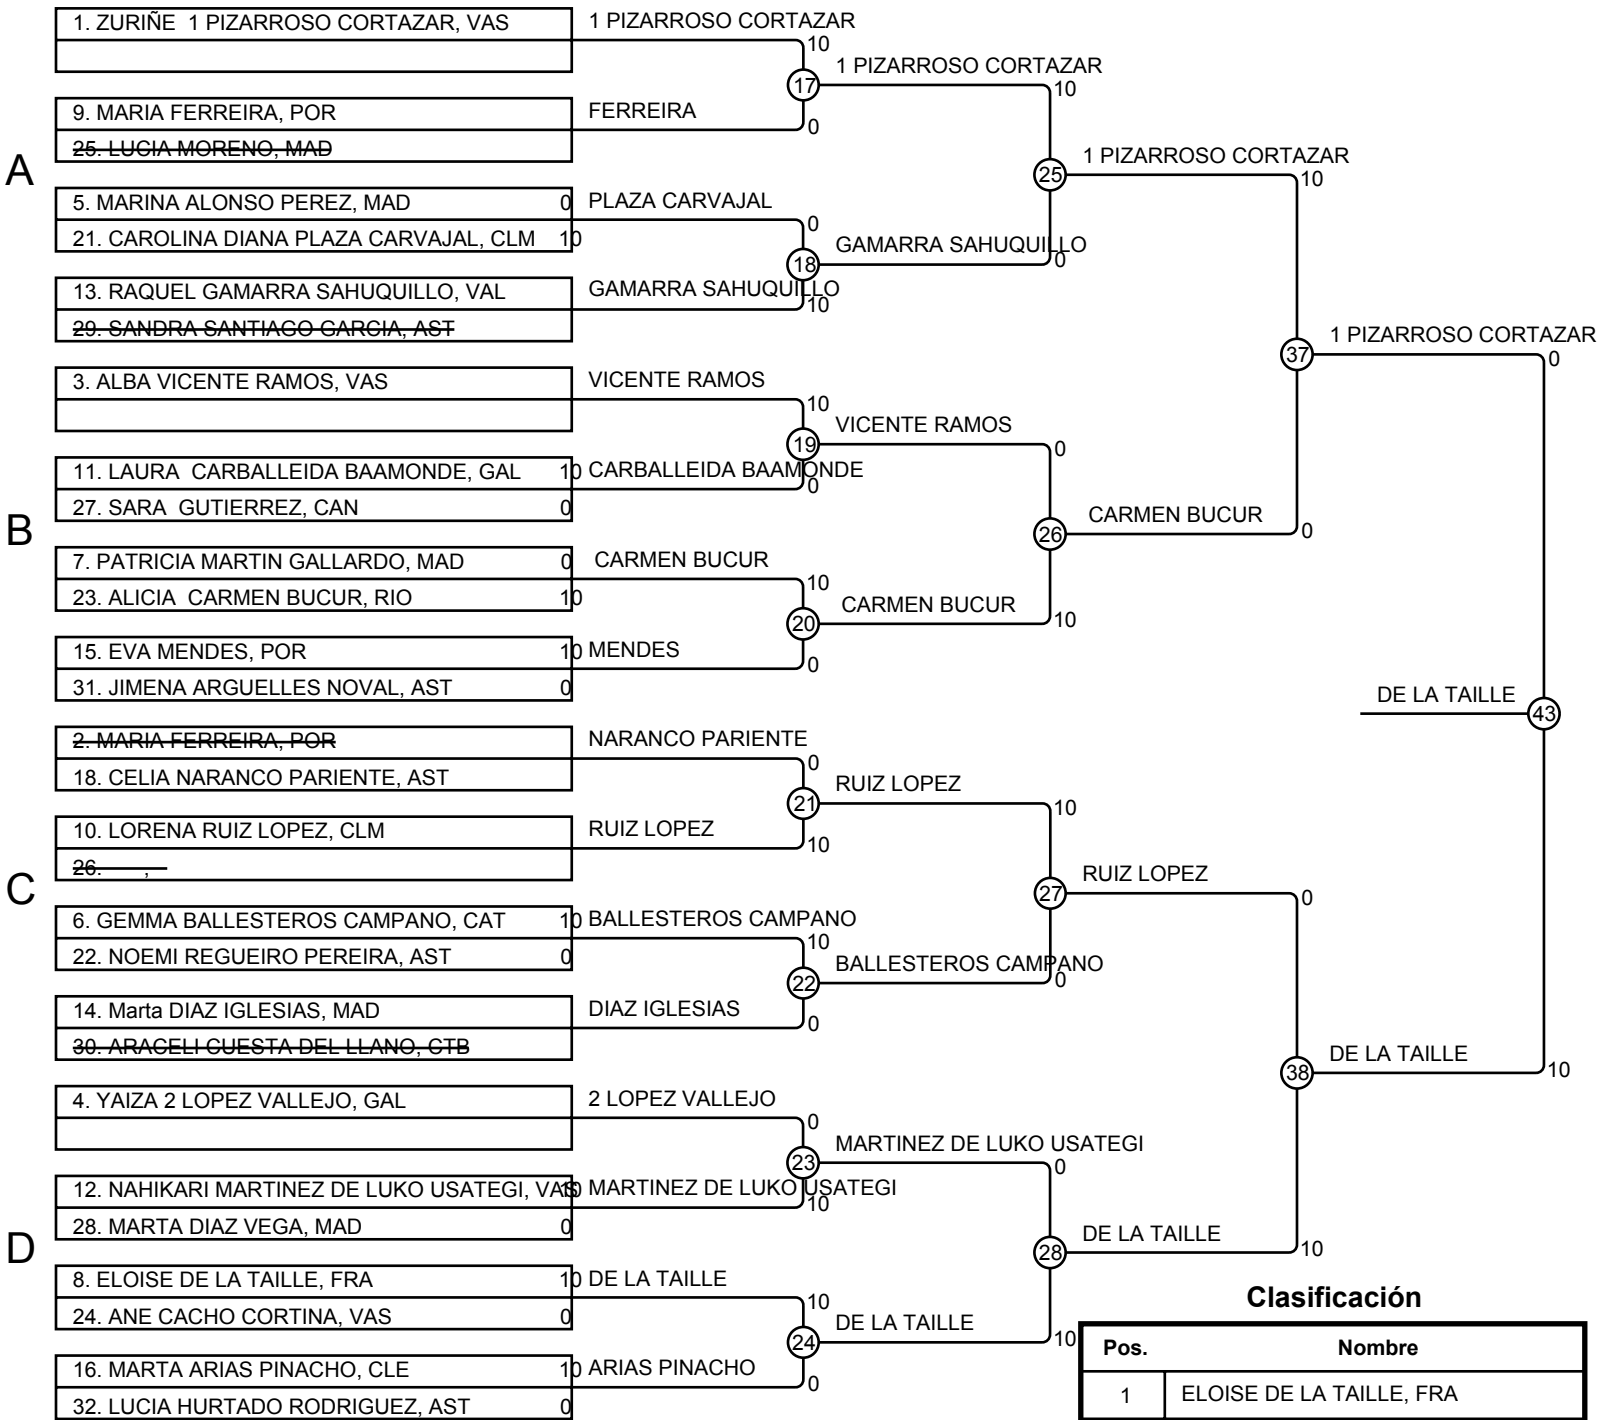 1. ZURIÑE  1 PIZARROSO CORTAZAR, VAS
1 PIZARROSO CORTAZAR
10
17
1 PIZARROSO CORTAZAR
10
9. MARIA FERREIRA, POR
FERREIRA
0
25. LUCIA MORENO, MAD
A
25
1 PIZARROSO CORTAZAR
10
5. MARINA ALONSO PEREZ, MAD 0
PLAZA CARVAJAL
0
21. CAROLINA DIANA PLAZA CARVAJAL, CLM 10
18
GAMARRA SAHUQUILLO
0
13. RAQUEL GAMARRA SAHUQUILLO, VAL
GAMARRA SAHUQUILLO
10
29. SANDRA SANTIAGO GARCIA, AST
37
1 PIZARROSO CORTAZAR
0
3. ALBA VICENTE RAMOS, VAS
VICENTE RAMOS
10
19
VICENTE RAMOS
0
11. LAURA  CARBALLEIDA BAAMONDE, GAL 10
CARBALLEIDA BAAMONDE
0
27. SARA  GUTIERREZ, CAN 0
B
26
CARMEN BUCUR
0
7. PATRICIA MARTIN GALLARDO, MAD 0
CARMEN BUCUR
10
23. ALICIA  CARMEN BUCUR, RIO 10
20
CARMEN BUCUR
10
15. EVA MENDES, POR 10
MENDES
0
31. JIMENA ARGUELLES NOVAL, AST 0
DE LA TAILLE
43
2. MARIA FERREIRA, POR
NARANCO PARIENTE
0
18. CELIA NARANCO PARIENTE, AST
21
RUIZ LOPEZ
10
10. LORENA RUIZ LOPEZ, CLM
RUIZ LOPEZ
10
26. ,
C
27
RUIZ LOPEZ
0
6. GEMMA BALLESTEROS CAMPANO, CAT 10
BALLESTEROS CAMPANO
10
22. NOEMI REGUEIRO PEREIRA, AST 0
22
BALLESTEROS CAMPANO
0
14. Marta DIAZ IGLESIAS, MAD
DIAZ IGLESIAS
0
30. ARACELI CUESTA DEL LLANO, CTB
38
DE LA TAILLE
10
4. YAIZA 2 LOPEZ VALLEJO, GAL
2 LOPEZ VALLEJO
0
23
MARTINEZ DE LUKO USATEGI
0
12. NAHIKARI MARTINEZ DE LUKO USATEGI, VAS 10
MARTINEZ DE LUKO USATEGI
10
28. MARTA DIAZ VEGA, MAD 0
D
28
DE LA TAILLE
10
8. ELOISE DE LA TAILLE, FRA 10
DE LA TAILLE
10
24. ANE CACHO CORTINA, VAS 0
24
DE LA TAILLE
10
16. MARTA ARIAS PINACHO, CLE 10
ARIAS PINACHO
0
32. LUCIA HURTADO RODRIGUEZ, AST 0
Clasificación
Pos. Nombre
1 ELOISE DE LA TAILLE, FRA